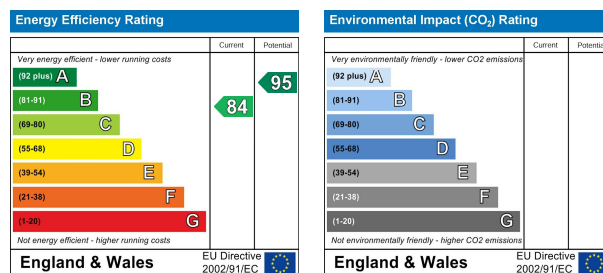 Energy Efficiency Rating
Current Potential
Very energy efficient - lower running costs
(92 plus) A
(81-91) B
(69-80) C
(55-68) D
(39-54) E
(21-38) F
(1-20) G
84
95
Not energy efficient - higher running costs
England & Wales
EU Directive
2002/91/EC
Environmental Impact (CO2) Rating
Current Potentia
Very environmentally friendly - lower CO2 emissions
(92 plus) A
(81-91) B
(69-80) C
(55-68) D
(39-54) E
(21-38) F
(1-20) G
Not environmentally friendly - higher CO2 emissions
England & Wales
EU Directive
2002/91/EC